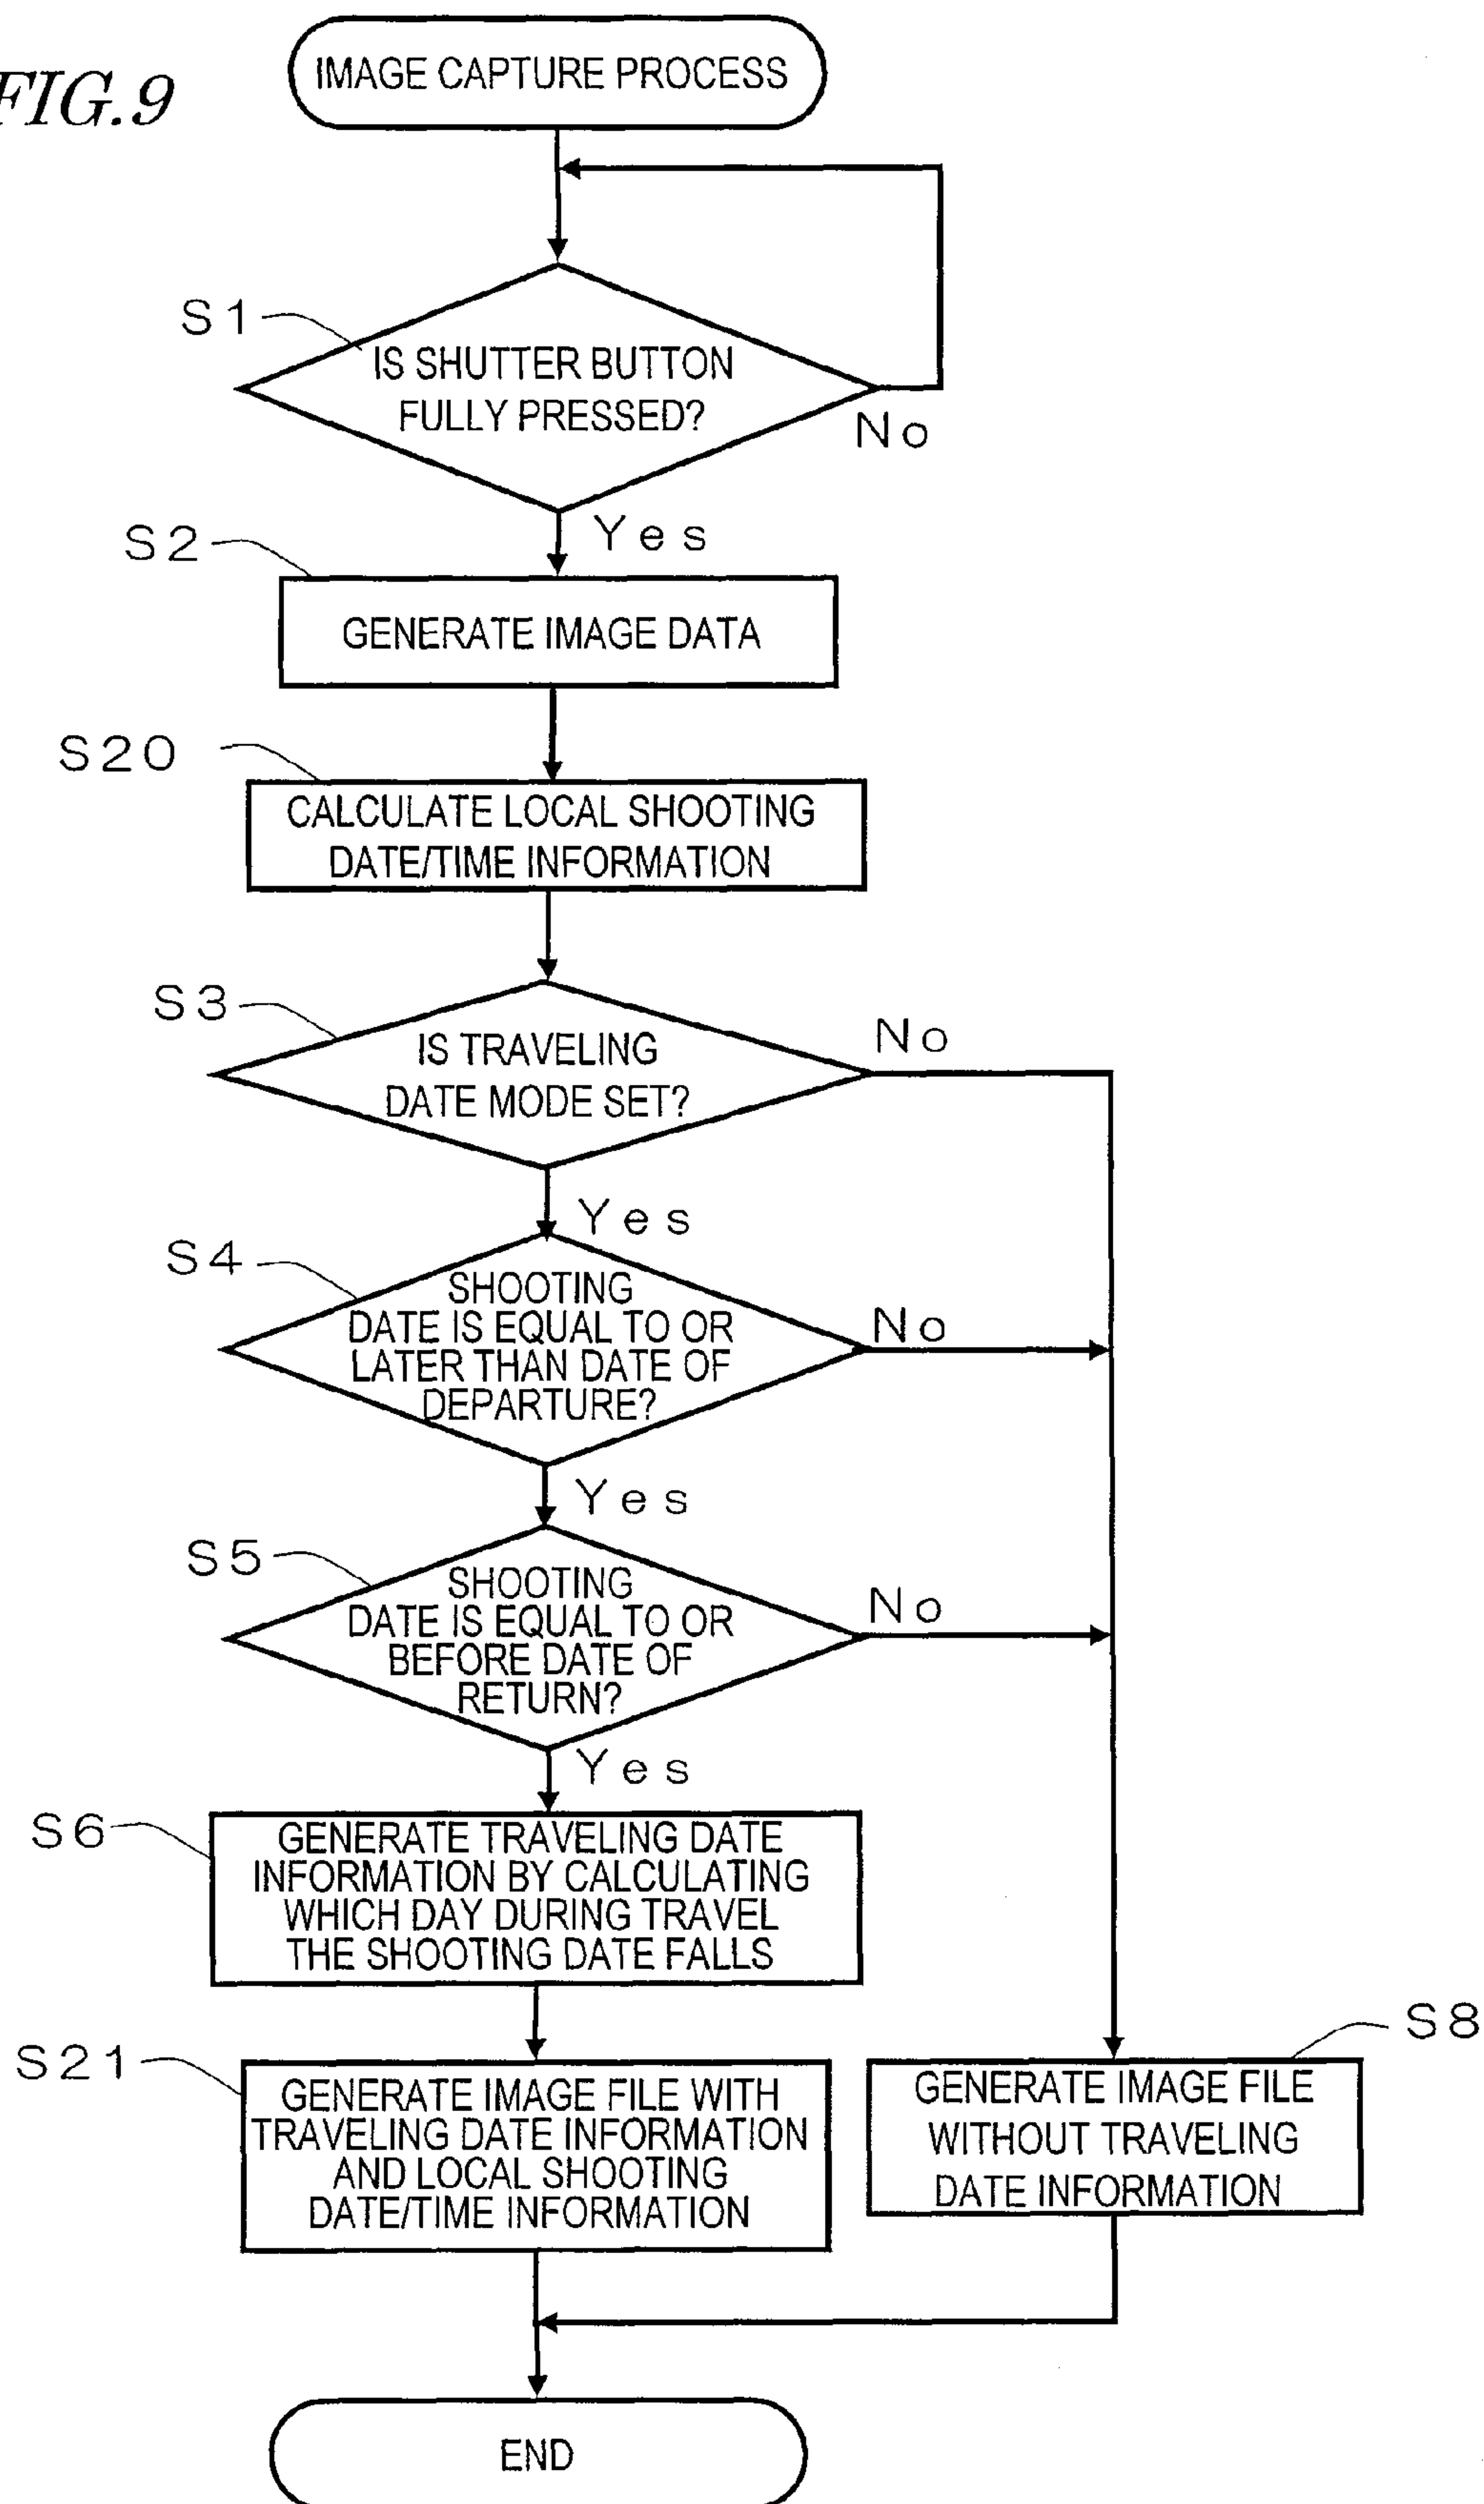 FIG.9
IMAGE CAPTURE PROCESS
S1
IS SHUTTER BUTTON
FULLY PRESSED?
No
Yes
S2
GENERATE IMAGE DATA
S20
CALCULATE LOCAL SHOOTING
DATE/TIME INFORMATION
S3
IS TRAVELING
DATE MODE SET?
No
Yes
S4
SHOOTING
DATE IS EQUAL TO OR
LATER THAN DATE OF
DEPARTURE?
No
Yes
S5
SHOOTING
DATE IS EQUAL TO OR
BEFORE DATE OF
RETURN?
No
Yes
S6
GENERATE TRAVELING DATE
INFORMATION BY CALCULATING
WHICH DAY DURING TRAVEL
THE SHOOTING DATE FALLS
S21
GENERATE IMAGE FILE WITH
TRAVELING DATE INFORMATION
AND LOCAL SHOOTING
DATE/TIME INFORMATION
S8
GENERATE IMAGE FILE
WITHOUT TRAVELING
DATE INFORMATION
END